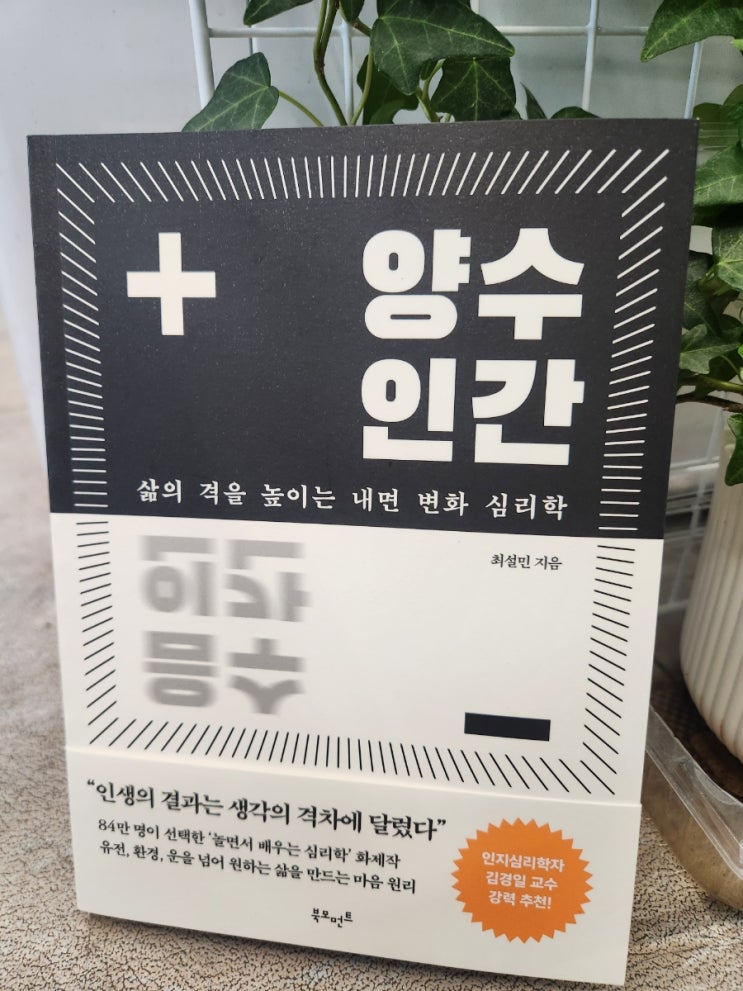 +
양수
인간
삶의 격을 높이는 내면 변화 심리학
최설민 지음
음수
인간
-
“인생의 결과는 생각의 격차에 달렸다”
84만 명이 선택한 ‘놀면서 배우는 심리학’ 화제작
유전, 환경, 운을 넘어 원하는 삶을 만드는 마음 원리
인지심리학자
김경일 교수
강력 추천!
북모먼트